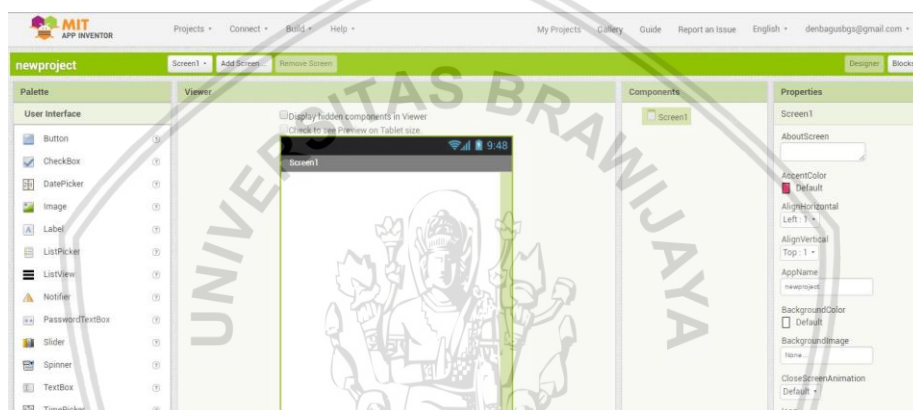 MIT
APP INVENTOR
Projects Connect Build Help
My Projects Gallery Guide Report an Issue English denbagusbgs@gmail.com
newproject
Screen1 Add Screen ... Remove Screen
Designer Blocks
Palette
User Interface
Button
CheckBox
DatePicker
Image
Label
ListPicker
ListView
Notifier
PasswordTextBox
Slider
Spinner
TextBox
TimePicker
Viewer
Display hidden components in Viewer
Check to see Preview on Tablet size.
9:48
Screen1
Components
Screen1
Properties
Screen1
AboutScreen
AccentColor
Default
AlignHorizontal
Left : 1
AlignVertical
Top : 1
AppName
newproject
BackgroundColor
Default
BackgroundImage
None...
CloseScreenAnimation
Default
Icon
UNIVERSITAS BRAWIJAYA